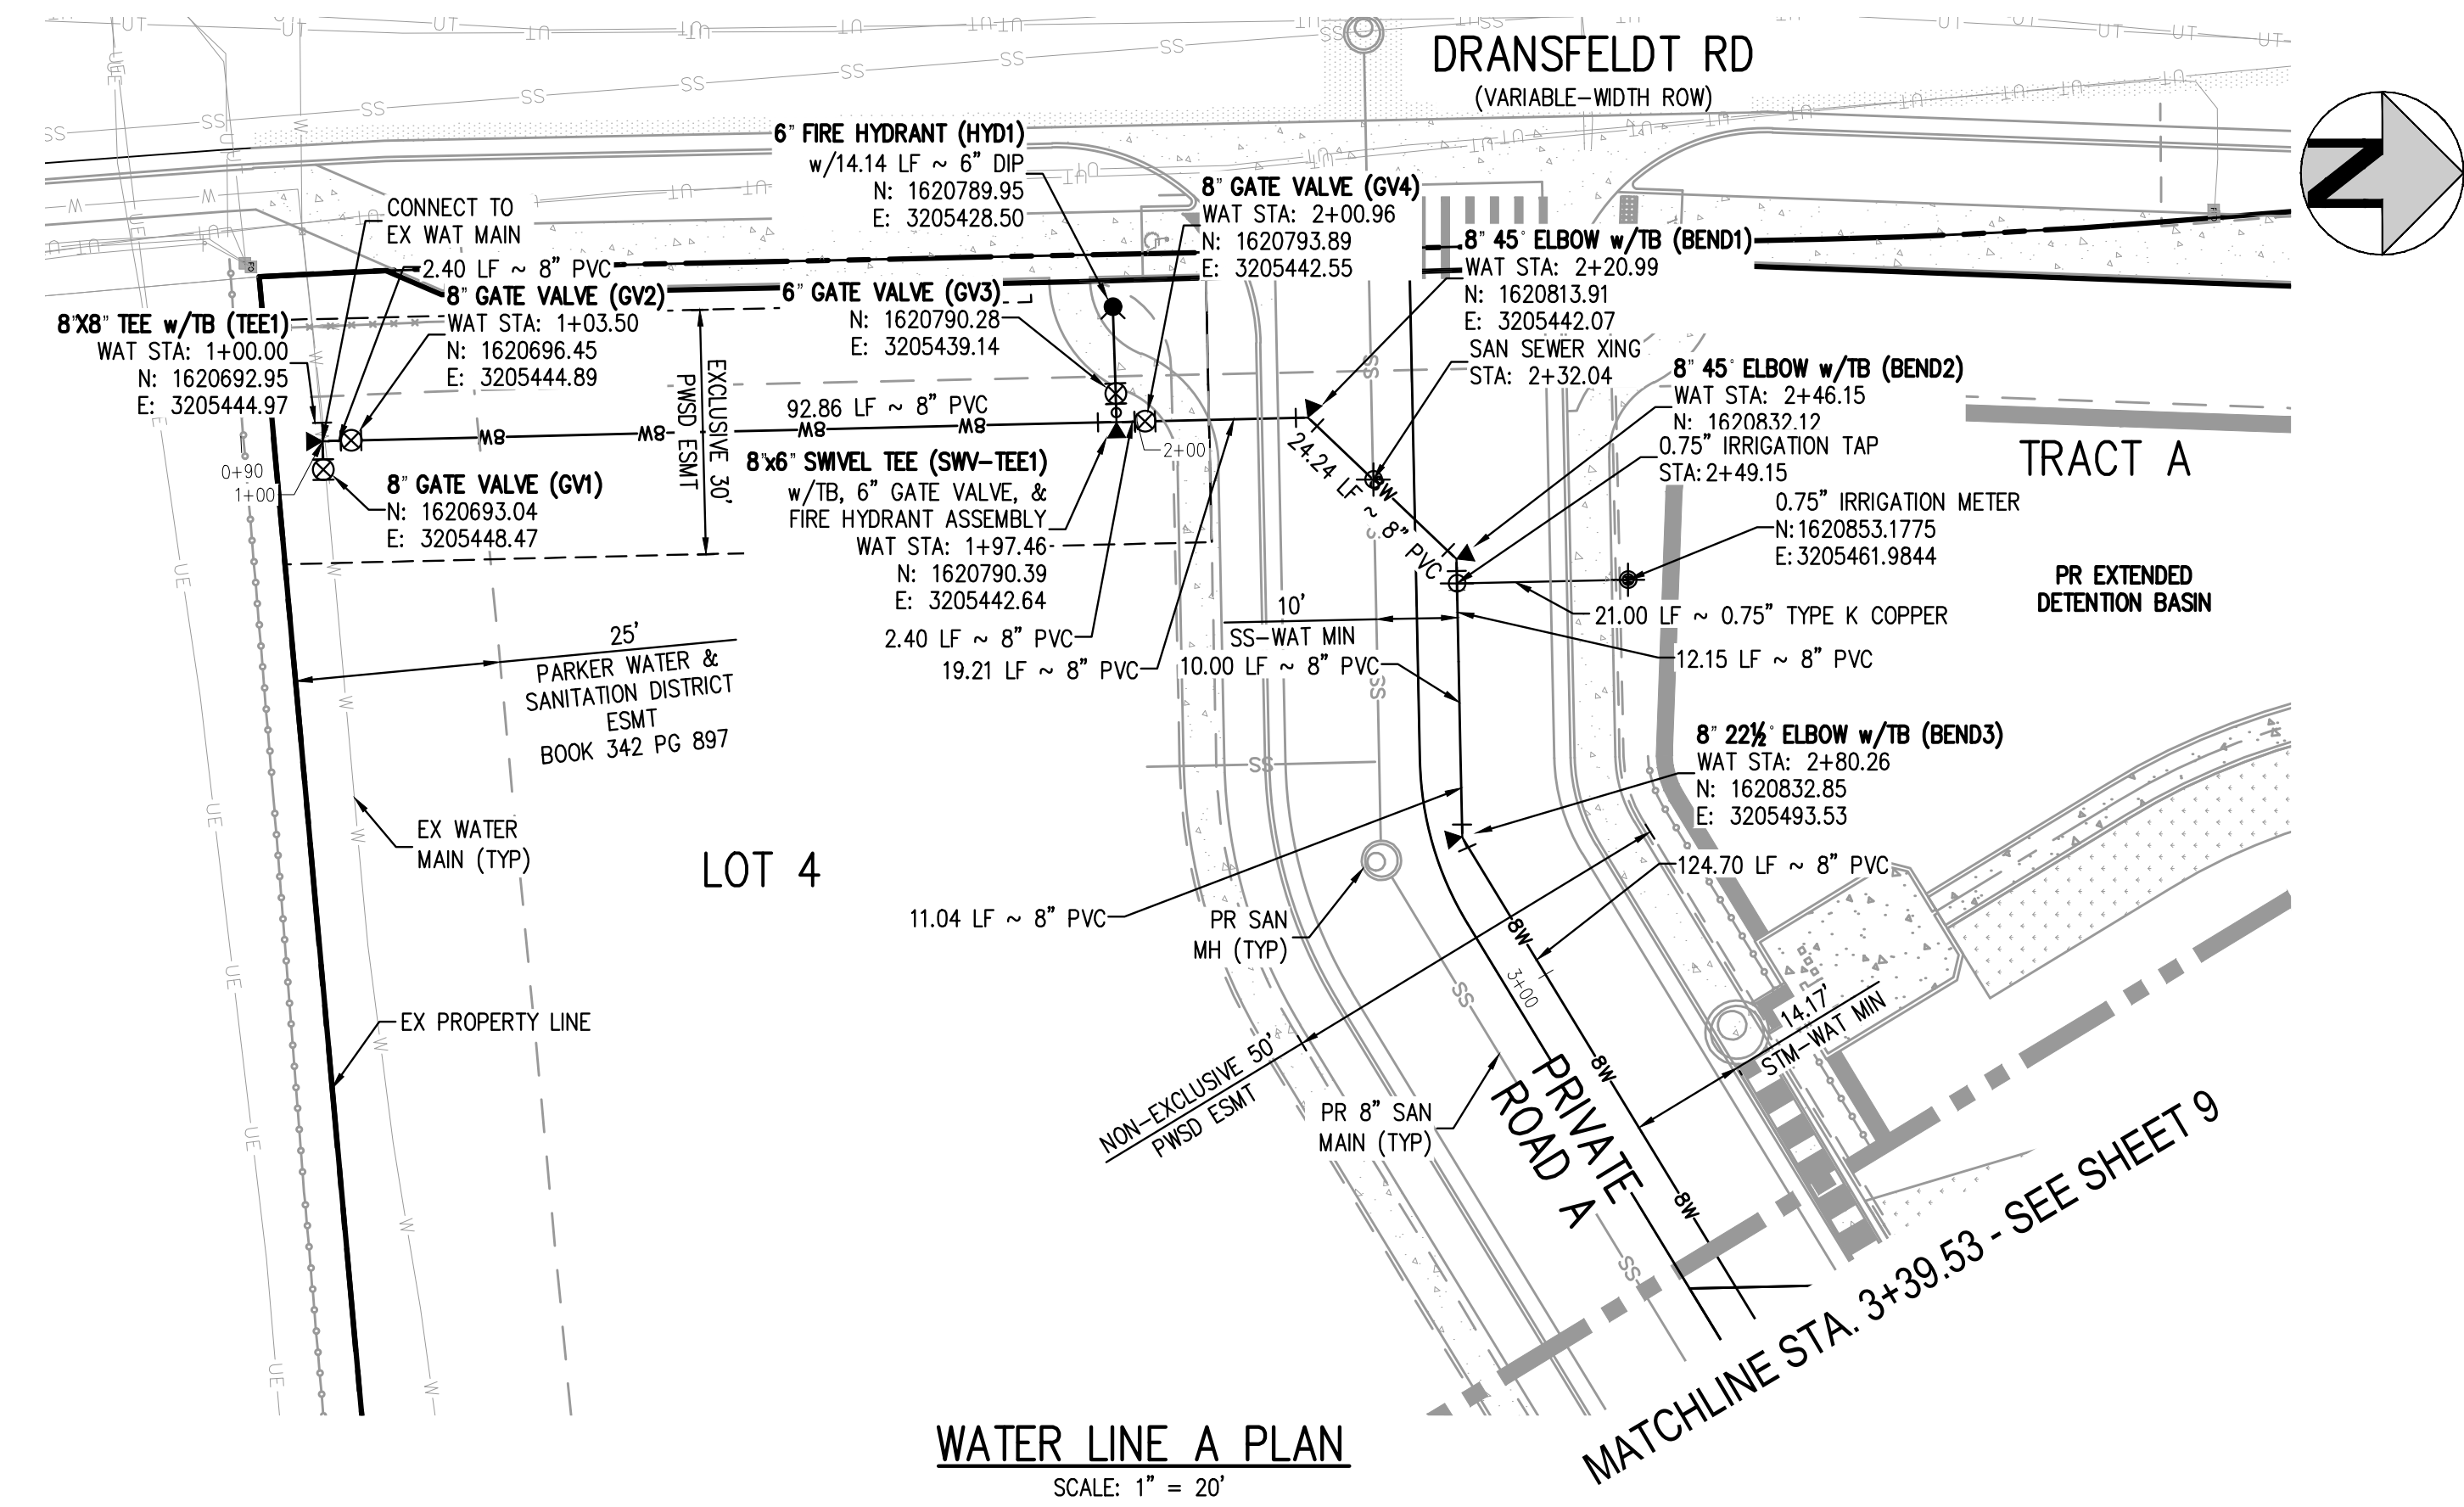 DRANSFELDT RD
(VARIABLE-WIDTH ROW)
N
6" FIRE HYDRANT (HYD1)
w/14.14 LF ~ 6" DIP
N: 1620789.95
E: 3205428.50
CONNECT TO
EX WAT MAIN
2.40 LF ~ 8" PVC
8" GATE VALVE (GV2)
WAT STA: 1+03.50
N: 1620696.45
E: 3205444.89
8"X8" TEE w/TB (TEE1)
WAT STA: 1+00.00
N: 1620692.95
E: 3205444.97
6" GATE VALVE (GV3)
N: 1620790.28
E: 3205439.14
8" GATE VALVE (GV4)
WAT STA: 2+00.96
N: 1620793.89
E: 3205442.55
8" 45° ELBOW w/TB (BEND1)
WAT STA: 2+20.99
N: 1620813.91
E: 3205442.07
SAN SEWER XING
STA: 2+32.04
8" 45° ELBOW w/TB (BEND2)
WAT STA: 2+46.15
N: 1620832.12
0.75" IRRIGATION TAP
STA: 2+49.15
0.75" IRRIGATION METER
N:1620853.1775
E:3205461.9844
TRACT A
PR EXTENDED
DETENTION BASIN
EXCLUSIVE 30'
PWSD ESMT
92.86 LF ~ 8" PVC
8W
8W
8W
8W
0+90
1+00
2+00
8" GATE VALVE (GV1)
N: 1620693.04
E: 3205448.47
8"x6" SWIVEL TEE (SWV-TEE1)
w/TB, 6" GATE VALVE, &
FIRE HYDRANT ASSEMBLY
WAT STA: 1+97.46
N: 1620790.39
E: 3205442.64
2.40 LF ~ 8" PVC
19.21 LF ~ 8" PVC
24.24 LF ~ 8" PVC
8W
10'
SS-WAT MIN
10.00 LF ~ 8" PVC
21.00 LF ~ 0.75" TYPE K COPPER
12.15 LF ~ 8" PVC
25'
PARKER WATER &
SANITATION DISTRICT
ESMT
BOOK 342 PG 897
8" 22½° ELBOW w/TB (BEND3)
WAT STA: 2+80.26
N: 1620832.85
E: 3205493.53
EX WATER
MAIN (TYP)
LOT 4
124.70 LF ~ 8" PVC
11.04 LF ~ 8" PVC
PR SAN
MH (TYP)
8W
3+00
EX PROPERTY LINE
14.17'
STM-WAT MIN
NON-EXCLUSIVE 50'
PWSD ESMT
PR 8" SAN
MAIN (TYP)
PRIVATE
ROAD A
8W
8W
MATCHLINE STA. 3+39.53 - SEE SHEET 9
WATER LINE A PLAN
SCALE: 1" = 20'